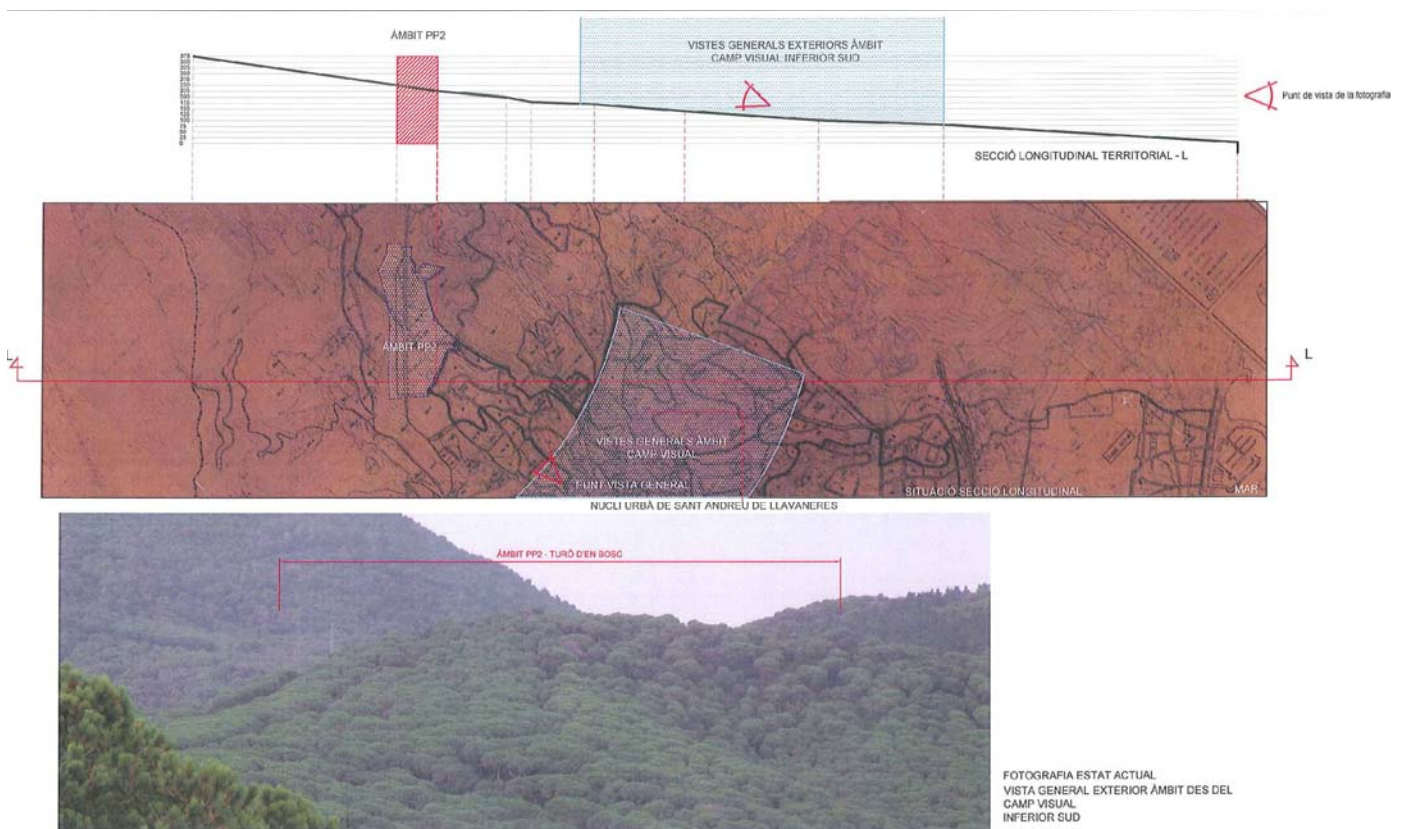 ÀMBIT PP2
VISTES GENERALS EXTERIORS ÀMBIT
CAMP VISUAL INFERIOR SUD
Punt de vista de la fotografia
SECCIÓ LONGITUDINAL TERRITORIAL - L
ÀMBIT PP2
L
L
VISTES GENERALS ÀMBIT
CAMP VISUAL
PUNT VISTA GENERAL
SITUACIÓ SECCIÓ LONGITUDINAL
MAR
NUCLI URBÀ DE SANT ANDREU DE LLAVANERES
ÀMBIT PP2 - TURÓ D'EN BOSC
FOTOGRAFIA ESTAT ACTUAL
VISTA GENERAL EXTERIOR ÀMBIT DES DEL
CAMP VISUAL
INFERIOR SUD